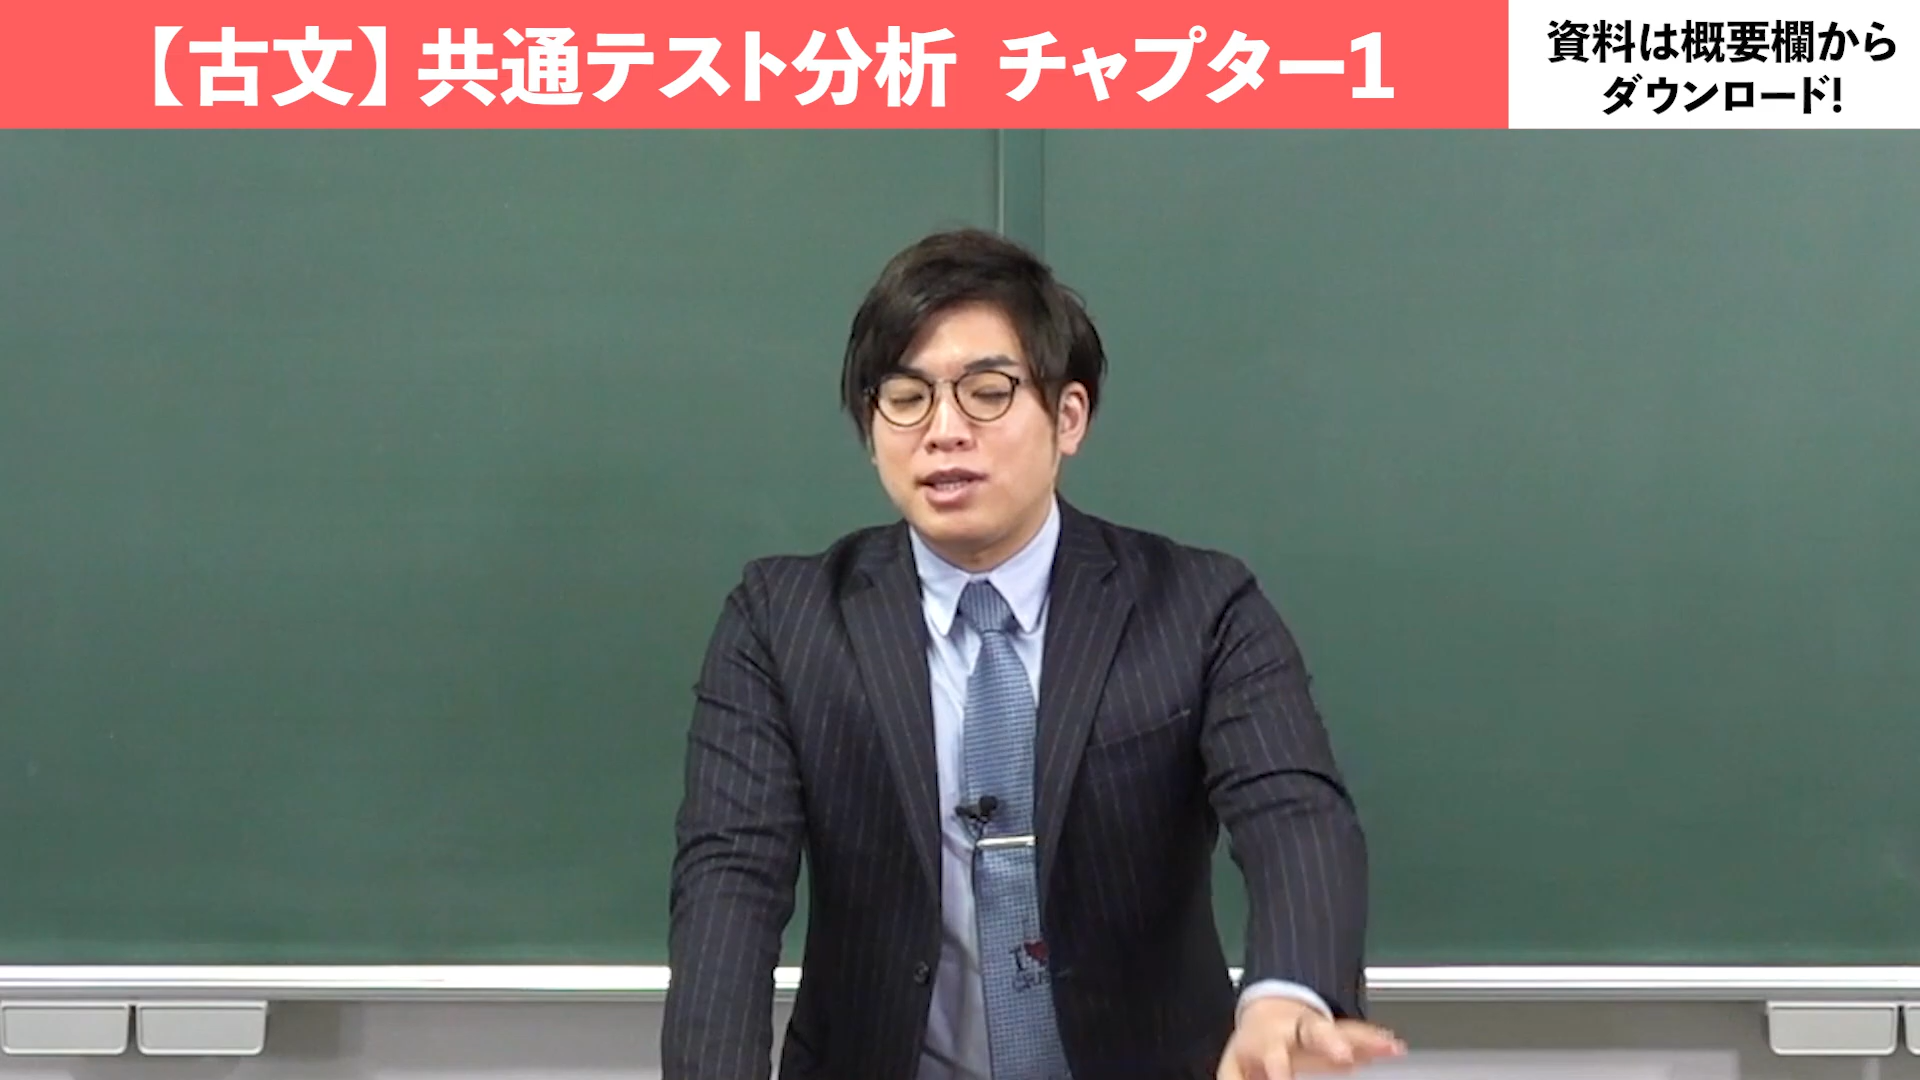 【古文】共通テスト分析 チャプター1
資料は概要欄から
ダウンロード!